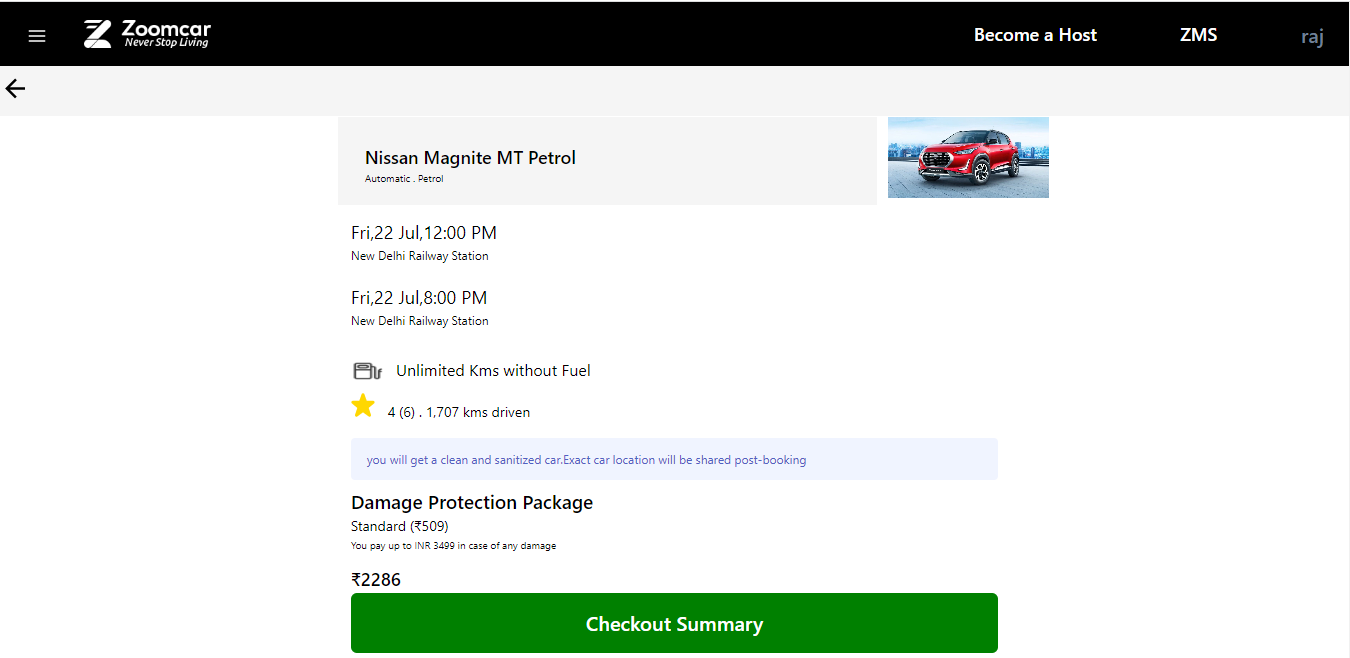 Zoomcar
Never Stop Living
Become a Host
ZMS
raj
Nissan Magnite MT Petrol
Automatic . Petrol
Fri,22 Jul,12:00 PM
New Delhi Railway Station
Fri,22 Jul,8:00 PM
New Delhi Railway Station
Unlimited Kms without Fuel
4 (6) . 1,707 kms driven
you will get a clean and sanitized car.Exact car location will be shared post-booking
Damage Protection Package
Standard (₹509)
You pay up to INR 3499 in case of any damage
₹2286
Checkout Summary